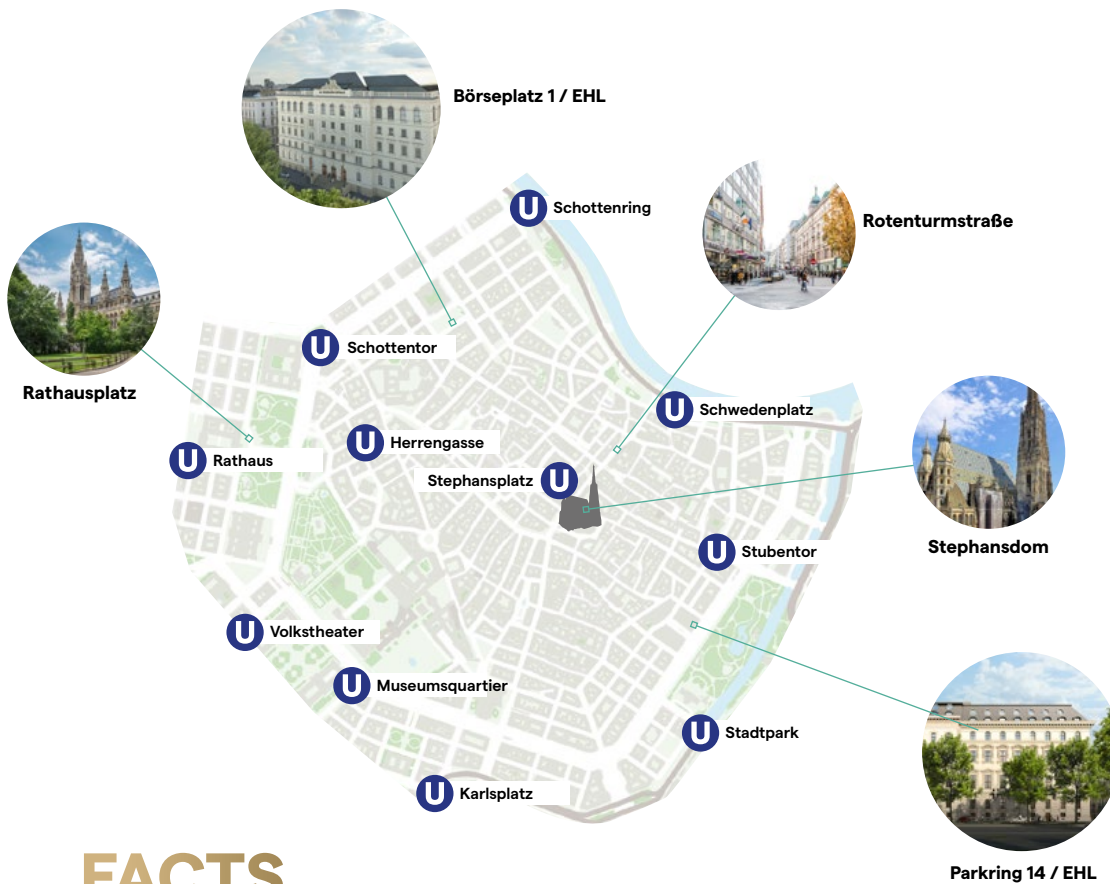 Börseplatz 1 / EHL
U Schottenring
Rotenturmstraße
U Schottentor
Rathausplatz
U Schwedenplatz
U Herrengasse
U Rathaus
Stephansplatz U
Stephansdom
U Stubentor
U Volkstheater
U Museumsquartier
U Stadtpark
U Karlsplatz
FACTS
Parkring 14 / EHL